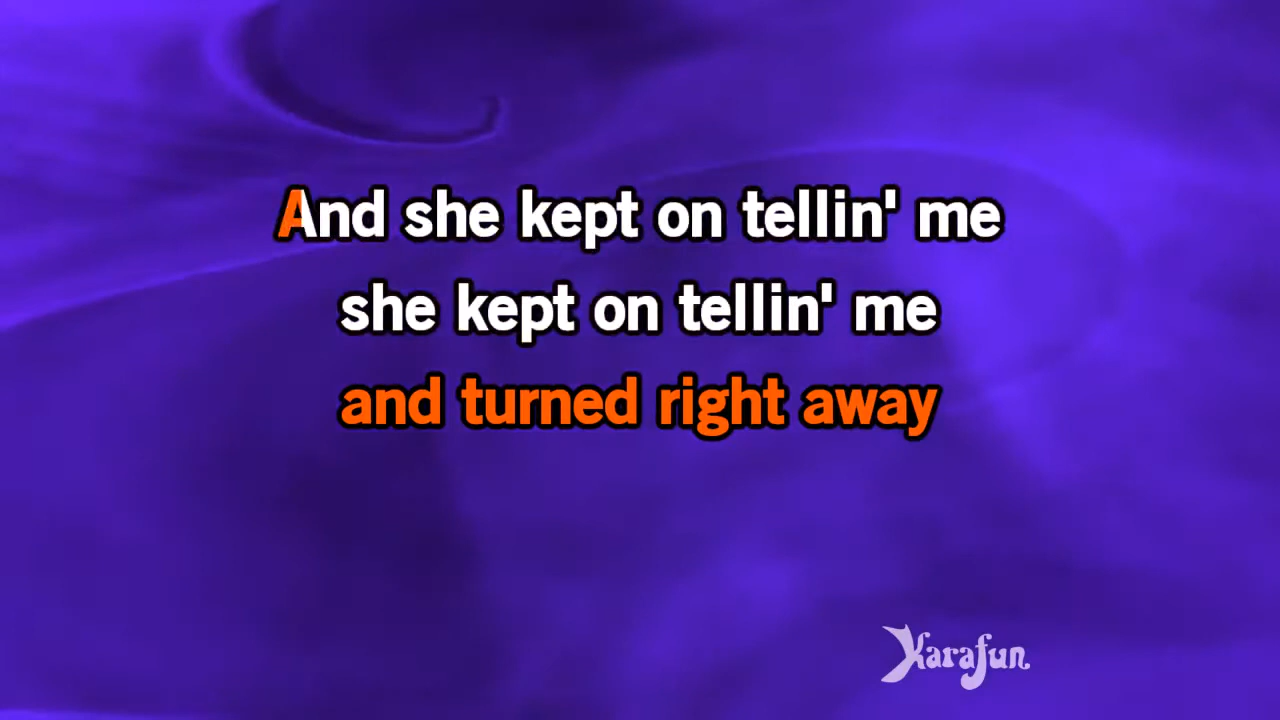 And she kept on tellin' me
she kept on tellin' me
and turned right away
Karafun